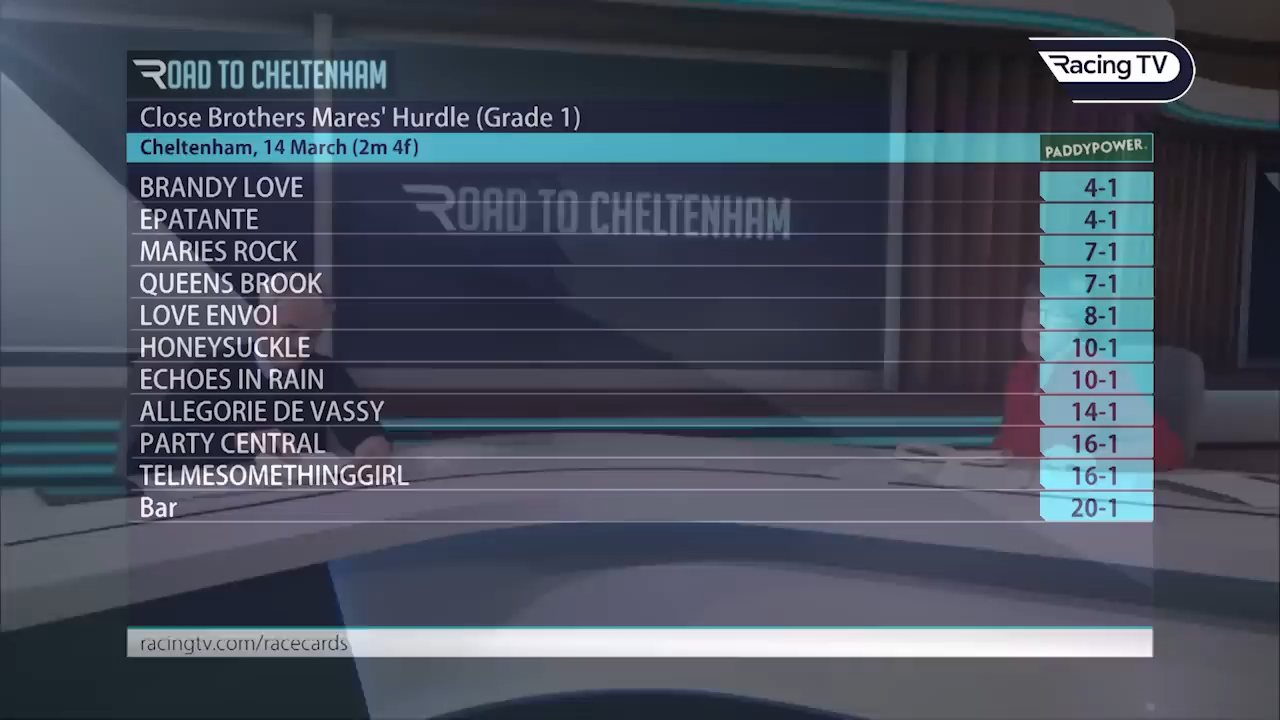 ROAD TO CHELTENHAM
Racing TV
Close Brothers Mares' Hurdle (Grade 1)
Cheltenham, 14 March (2m 4f)
PADDYPOWER.
BRANDY LOVE 4-1
EPATANTE 4-1
ROAD TO CHELTENHAM
MARIES ROCK 7-1
QUEENS BROOK 7-1
LOVE ENVOI 8-1
HONEYSUCKLE 10-1
ECHOES IN RAIN 10-1
ALLEGORIE DE VASSY 14-1
PARTY CENTRAL 16-1
TELMESOMETHINGGIRL 16-1
Bar 20-1
racingtv.com/racecards